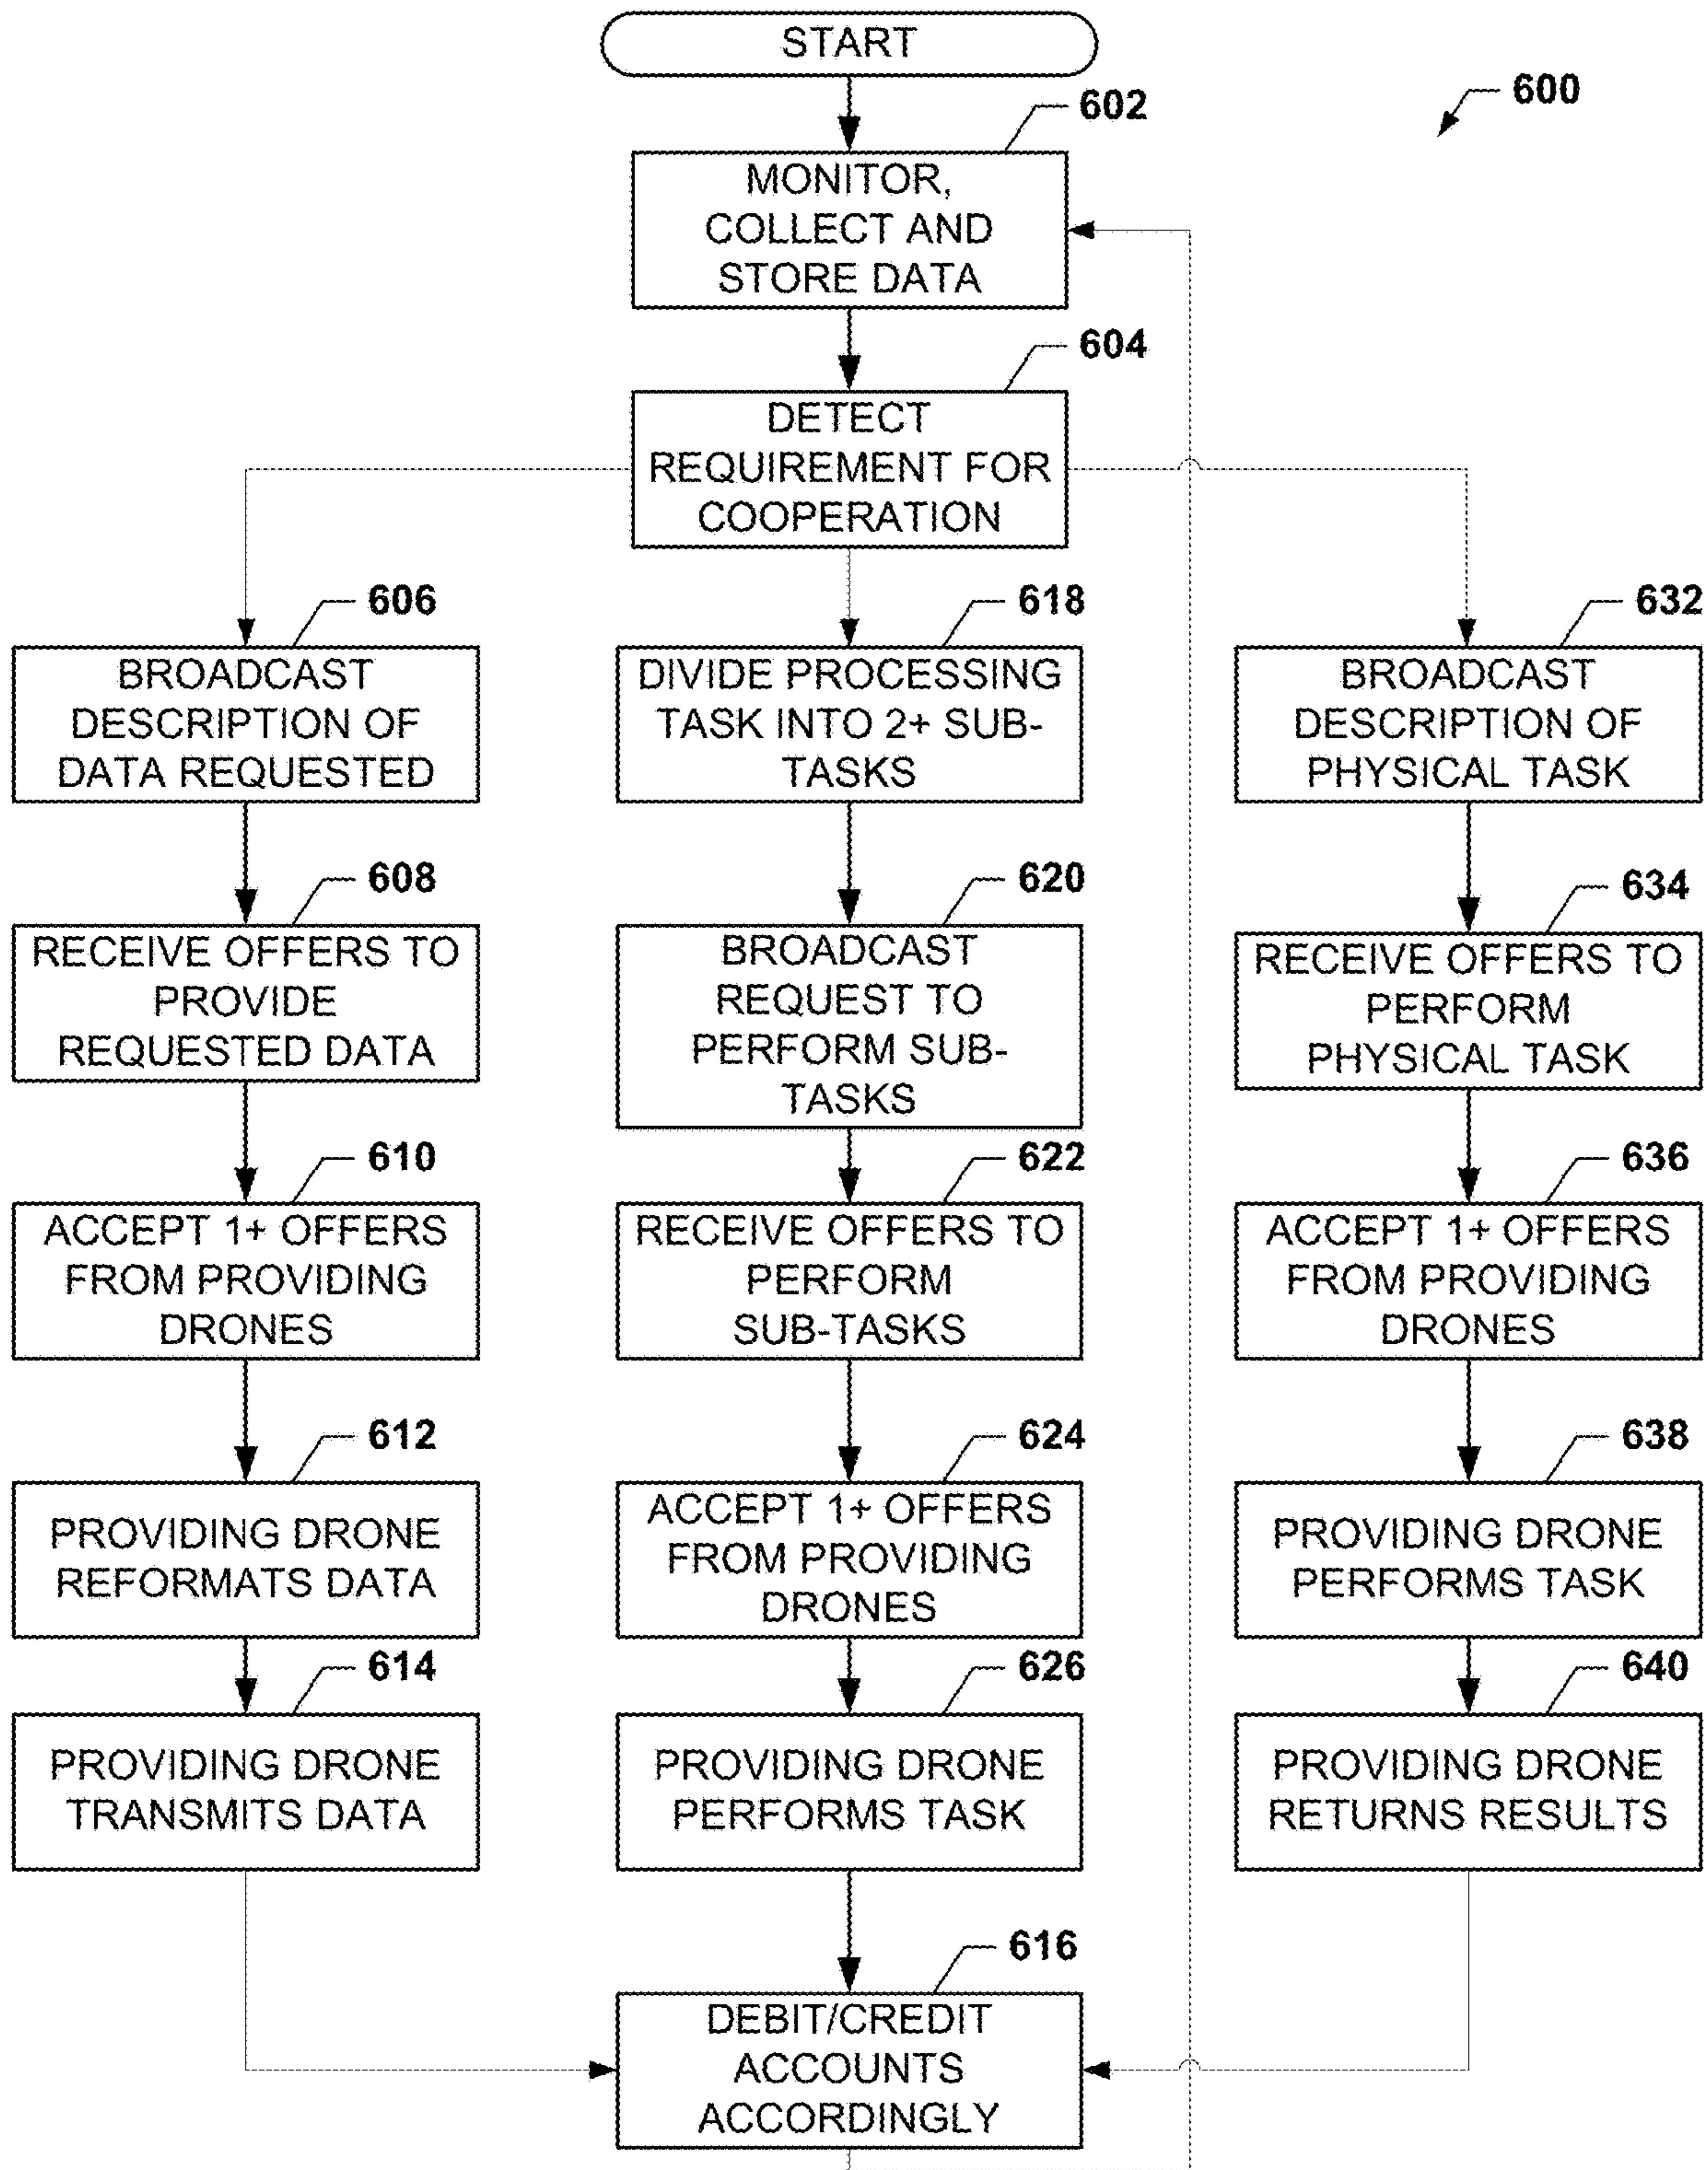 START
600
602
MONITOR,
COLLECT AND
STORE DATA
604
DETECT
REQUIREMENT FOR
COOPERATION
606
BROADCAST
DESCRIPTION OF
DATA REQUESTED
608
RECEIVE OFFERS TO
PROVIDE
REQUESTED DATA
610
ACCEPT 1+ OFFERS
FROM PROVIDING
DRONES
612
PROVIDING DRONE
REFORMATS DATA
614
PROVIDING DRONE
TRANSMITS DATA
618
DIVIDE PROCESSING
TASK INTO 2+ SUB-
TASKS
620
BROADCAST
REQUEST TO
PERFORM SUB-
TASKS
622
RECEIVE OFFERS TO
PERFORM
SUB-TASKS
624
ACCEPT 1+ OFFERS
FROM PROVIDING
DRONES
626
PROVIDING DRONE
PERFORMS TASK
632
BROADCAST
DESCRIPTION OF
PHYSICAL TASK
634
RECEIVE OFFERS TO
PERFORM
PHYSICAL TASK
636
ACCEPT 1+ OFFERS
FROM PROVIDING
DRONES
638
PROVIDING DRONE
PERFORMS TASK
640
PROVIDING DRONE
RETURNS RESULTS
616
DEBIT/CREDIT
ACCOUNTS
ACCORDINGLY